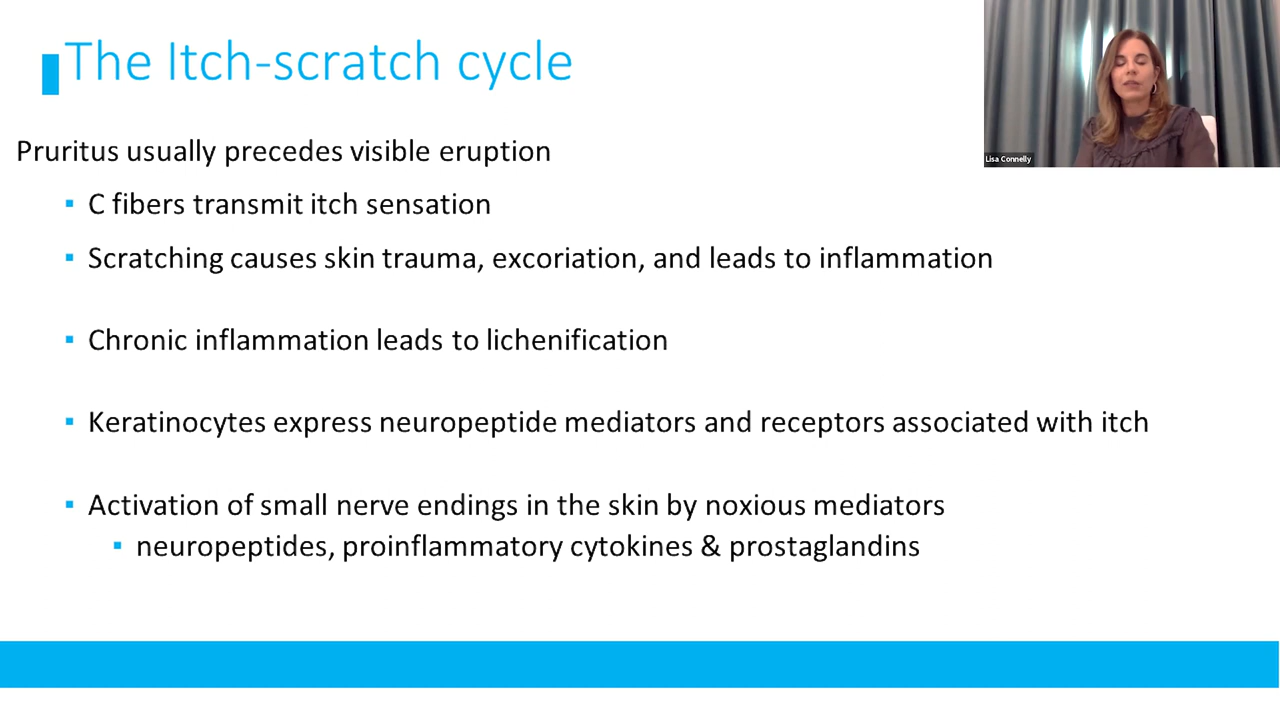 The Itch-scratch cycle
Lisa Connelly
Pruritus usually precedes visible eruption
▪ C fibers transmit itch sensation
▪ Scratching causes skin trauma, excoriation, and leads to inflammation
▪ Chronic inflammation leads to lichenification
▪ Keratinocytes express neuropeptide mediators and receptors associated with itch
▪ Activation of small nerve endings in the skin by noxious mediators
▪ neuropeptides, proinflammatory cytokines & prostaglandins